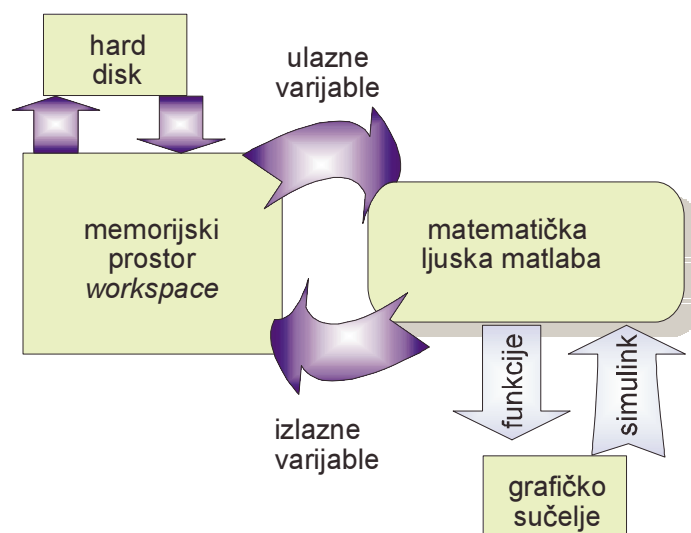 hard
disk
ulazne
varijable
memorijski
prostor
workspace
matematička
ljuska matlaba
funkcije
simulink
izlazne
varijable
grafičko
sučelje